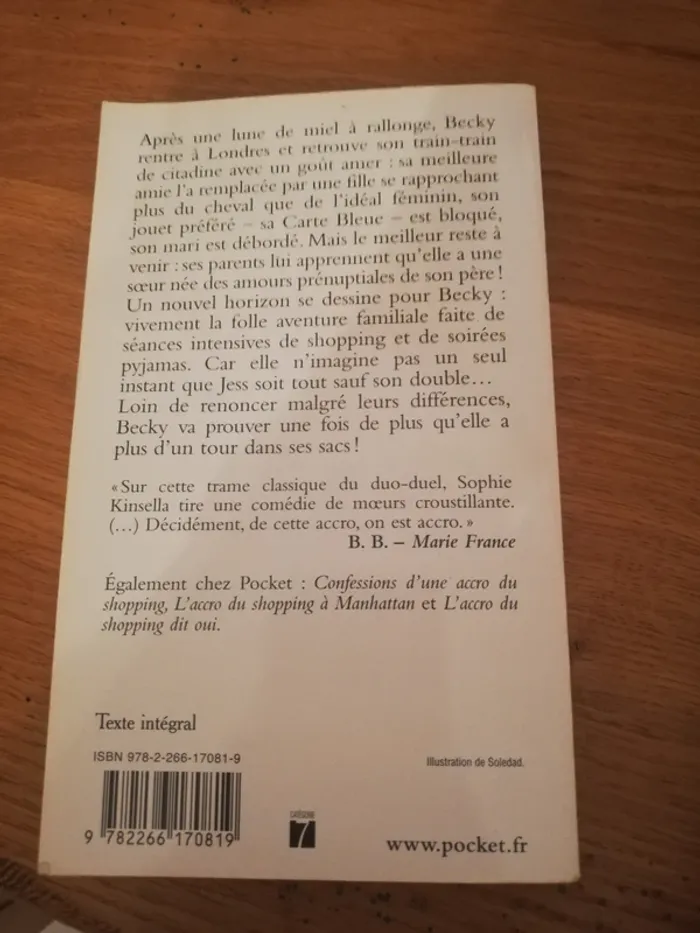 Après une lune de miel à rallonge, Becky
rentre à Londres et retrouve son train-train
de citadine avec un goût amer : sa meilleure
amie l'a remplacée par une fille se rapprochant
plus du cheval que de l'idéal féminin, son
jouet préféré – sa Carte Bleue – est bloqué,
son mari est débordé. Mais le meilleur reste à
venir : ses parents lui apprennent qu'elle a une
sœur née des amours prénuptiales de son père !
Un nouvel horizon se dessine pour Becky :
vivement la folle aventure familiale faite de
séances intensives de shopping et de soirées
pyjamas. Car elle n'imagine pas un seul
instant que Jess soit tout sauf son double...
Loin de renoncer malgré leurs différences,
Becky va prouver une fois de plus qu'elle a
plus d'un tour dans ses sacs !
« Sur cette trame classique du duo-duel, Sophie
Kinsella tire une comédie de mœurs croustillante.
(...) Décidément, de cette accro, on est accro. »
B. B. – Marie France
Également chez Pocket : Confessions d'une accro du
shopping, L'accro du shopping à Manhattan et L'accro du
shopping dit oui.
Texte intégral
ISBN 978-2-266-17081-9
Illustration de Soledad.
9 782266 170819
CATÉGORIE
7
www.pocket.fr